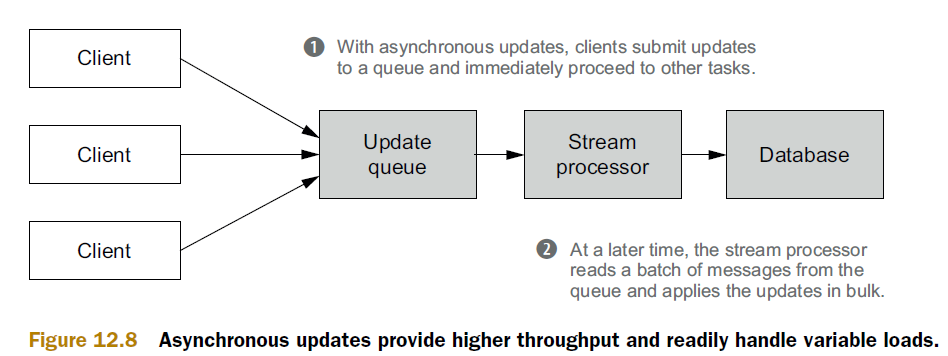 Client
❶ With asynchronous updates, clients submit updates
to a queue and immediately proceed to other tasks.
Client
Update
queue
Stream
processor
Database
Client
❷ At a later time, the stream processor
reads a batch of messages from the
queue and applies the updates in bulk.
Figure 12.8 Asynchronous updates provide higher throughput and readily handle variable loads.